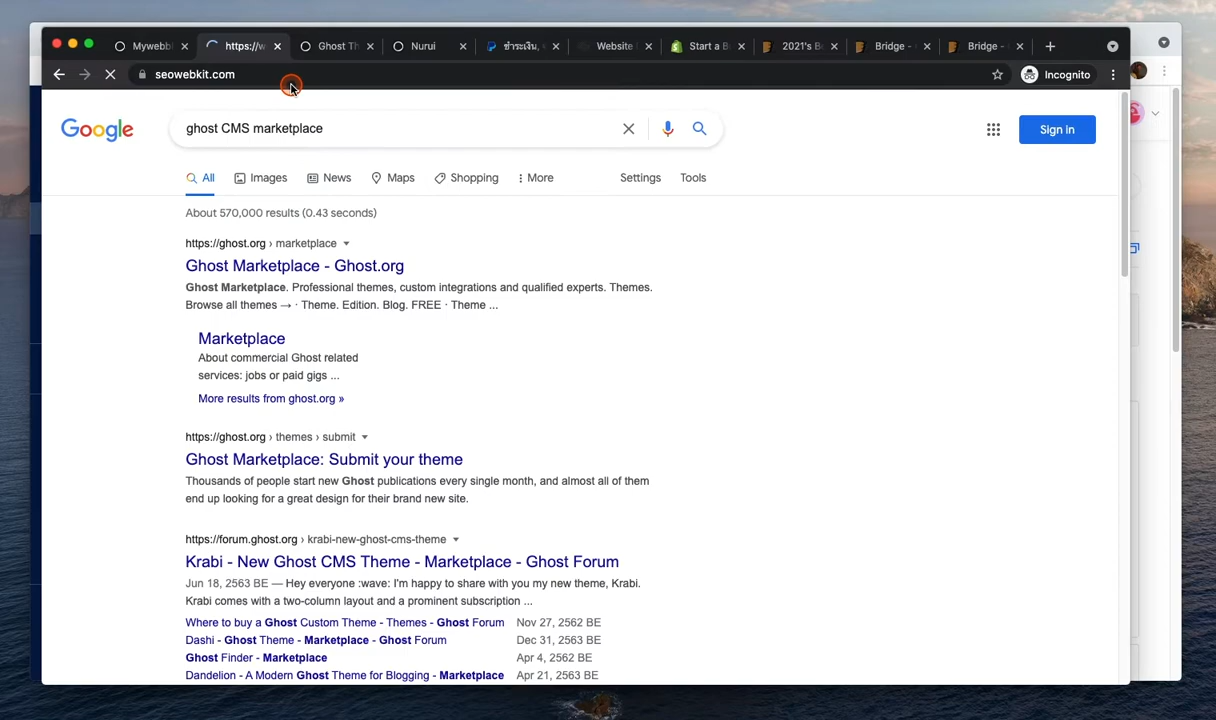 Mywebbl
https://w
Ghost Th
Nurui
ชำระเงิน,
Website
Start a B
2021's B
Bridge -
Bridge -
seowebkit.com
Incognito
Google
ghost CMS marketplace
Sign in
All
Images
News
Maps
Shopping
More
Settings
Tools
About 570,000 results (0.43 seconds)
https://ghost.org › marketplace
Ghost Marketplace - Ghost.org
Ghost Marketplace. Professional themes, custom integrations and qualified experts. Themes.
Browse all themes → · Theme. Edition. Blog. FREE · Theme ...
Marketplace
About commercial Ghost related
services: jobs or paid gigs ...
More results from ghost.org »
https://ghost.org › themes › submit
Ghost Marketplace: Submit your theme
Thousands of people start new Ghost publications every single month, and almost all of them
end up looking for a great design for their brand new site.
https://forum.ghost.org › krabi-new-ghost-cms-theme
Krabi - New Ghost CMS Theme - Marketplace - Ghost Forum
Jun 18, 2563 BE — Hey everyone :wave: I'm happy to share with you my new theme, Krabi.
Krabi comes with a two-column layout and a prominent subscription ...
Where to buy a Ghost Custom Theme - Themes - Ghost Forum Nov 27, 2562 BE
Dashi - Ghost Theme - Marketplace - Ghost Forum Dec 31, 2563 BE
Ghost Finder - Marketplace Apr 4, 2562 BE
Dandelion - A Modern Ghost Theme for Blogging - Marketplace Apr 21, 2563 BE